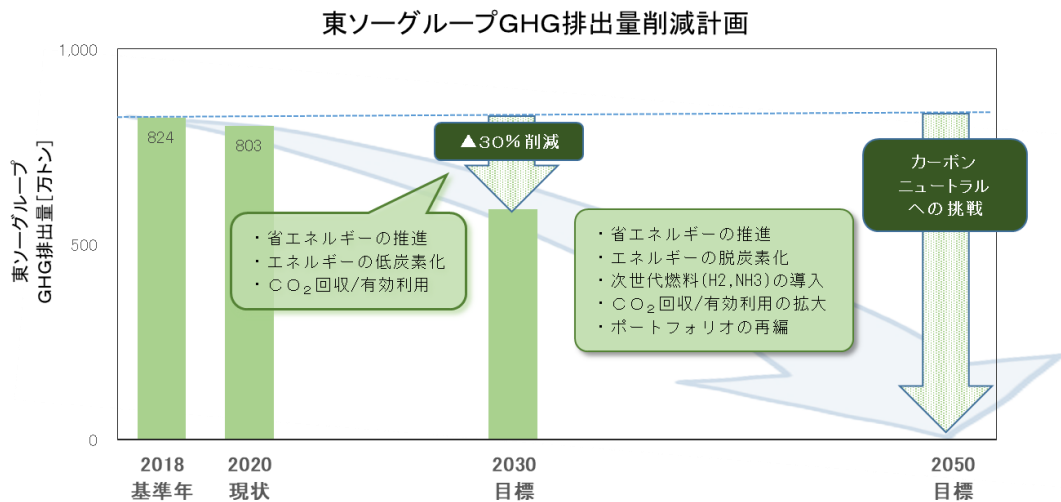 東ソーグループGHG排出量削減計画
東ソーグループ
GHG排出量[万トン]
1,000
500
0
824
803
▲30%削減
カーボン
ニュートラル
への挑戦
・省エネルギーの推進
・エネルギーの低炭素化
・CO₂回収/有効利用
・省エネルギーの推進
・エネルギーの脱炭素化
・次世代燃料(H2,NH3)の導入
・CO₂回収/有効利用の拡大
・ポートフォリオの再編
2018
基準年
2020
現状
2030
目標
2050
目標